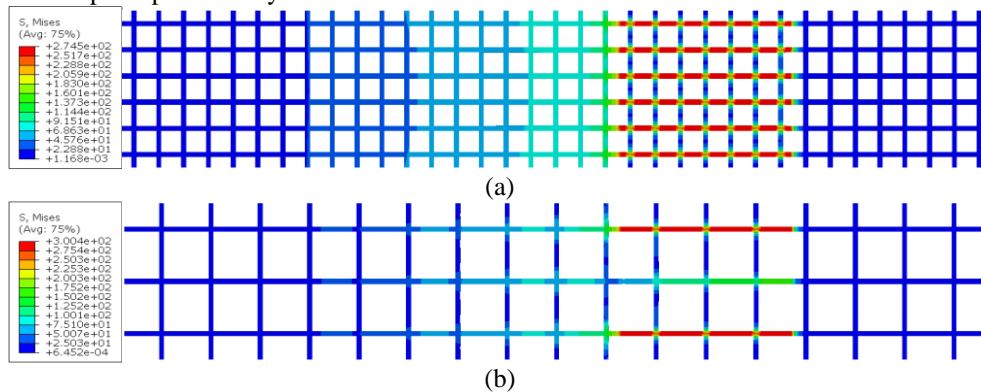 S, Mises
(Avg: 75%)
+2.745e+02
+2.517e+02
+2.288e+02
+2.059e+02
+1.830e+02
+1.601e+02
+1.373e+02
+1.144e+02
+9.151e+01
+6.863e+01
+4.576e+01
+2.288e+01
+1.168e-03
(a)
S, Mises
(Avg: 75%)
+3.004e+02
+2.754e+02
+2.503e+02
+2.253e+02
+2.003e+02
+1.752e+02
+1.502e+02
+1.252e+02
+1.001e+02
+7.510e+01
+5.007e+01
+2.503e+01
+6.452e-04
(b)